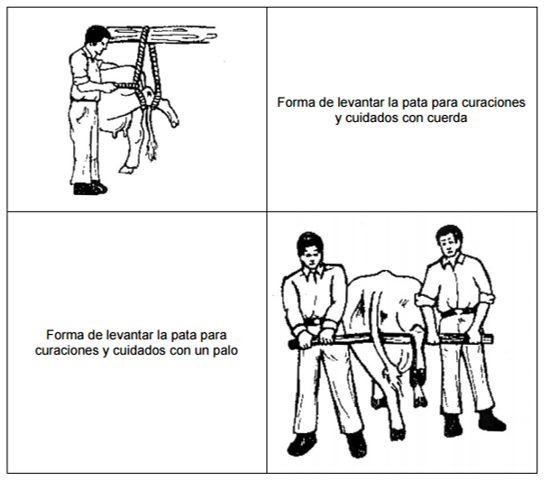 Forma de levantar la pata para curaciones
y cuidados con cuerda
Forma de levantar la pata para
curaciones y cuidados con un palo